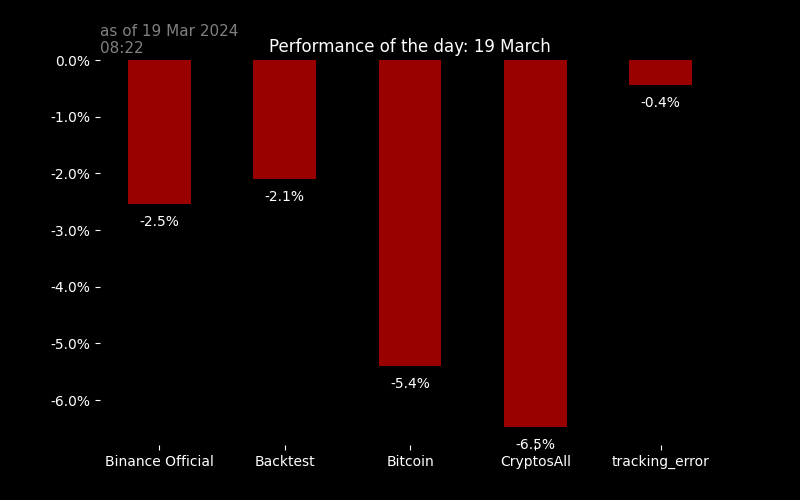 as of 19 Mar 2024
08:22
Performance of the day: 19 March
0.0%
-1.0%
-2.0%
-3.0%
-4.0%
-5.0%
-6.0%
-2.5%
-2.1%
-5.4%
-6.5%
-0.4%
Binance Official
Backtest
Bitcoin
CryptosAll
tracking_error